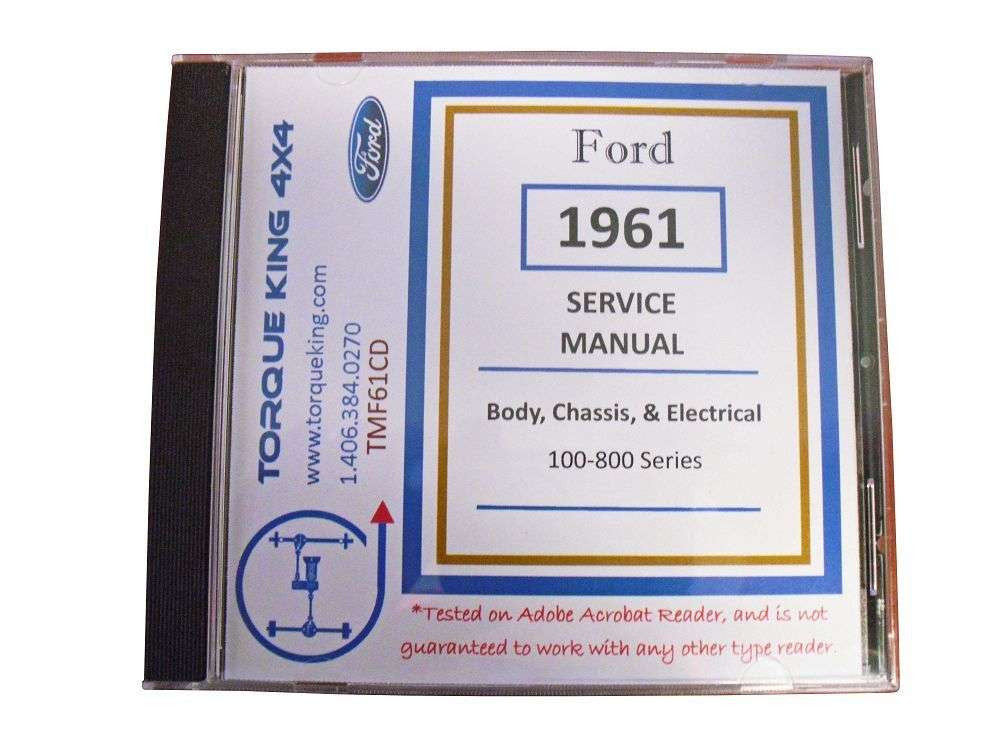 TORQUE KING 4X4
www.torqueking.com
1.406.384.0270
TMF61CD
Ford
Ford
1961
SERVICE
MANUAL
Body, Chassis, & Electrical
100-800 Series
*Tested on Adobe Acrobat Reader, and is not
guaranteed to work with any other type reader.